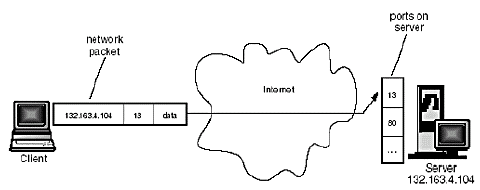 network
packet
ports on
server
Internet
132.163.4.104 13 data
13
80
...
Client
Server
132.163.4.104